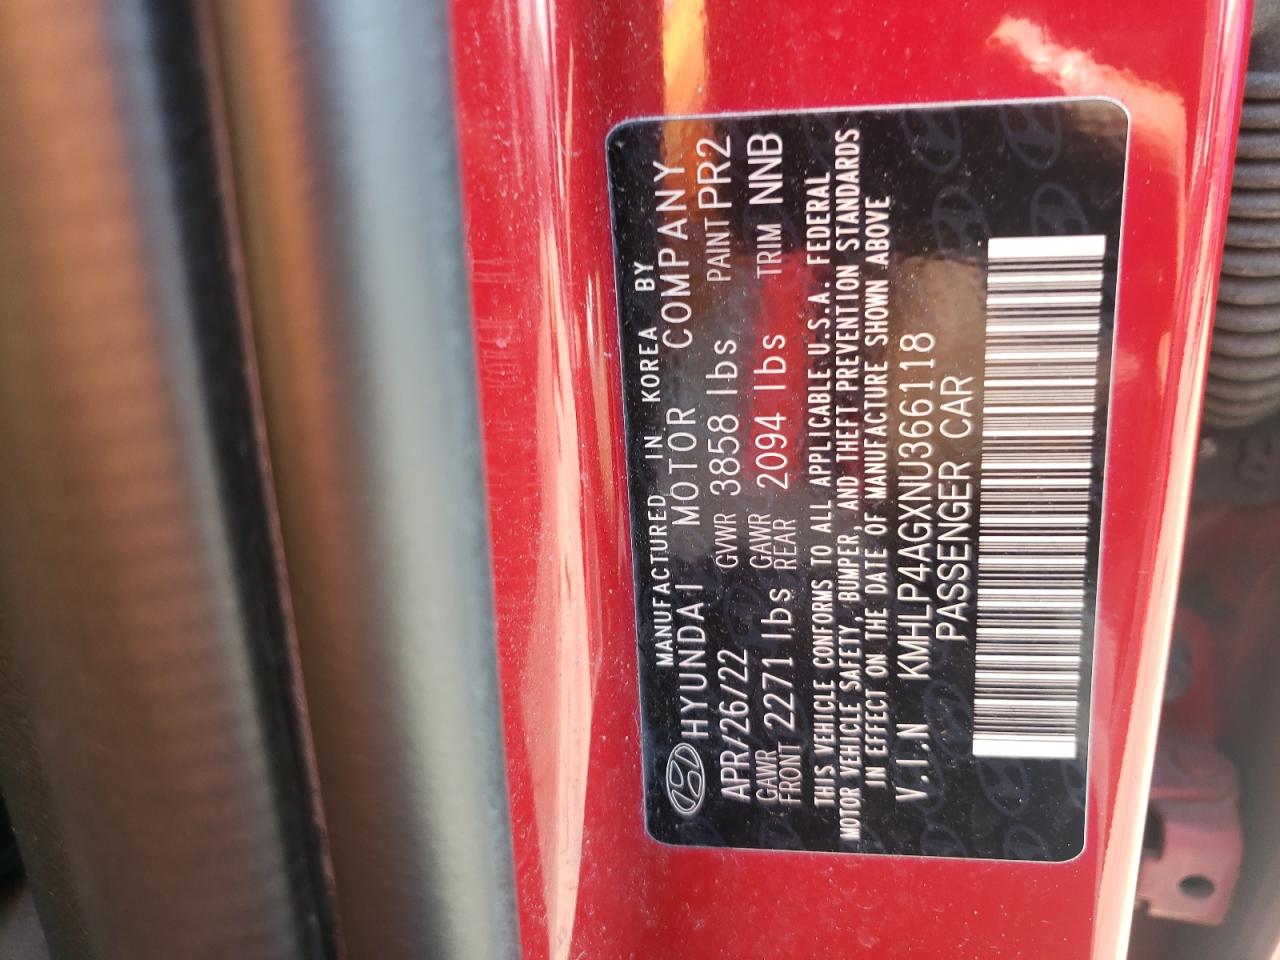 MANUFACTURED IN KOREA BY
HYUNDAI MOTOR COMPANY
APR/26/22 GVWR 3858 lbs PAINT PR2
GAWR FRONT 2271 lbs GAWR REAR 2094 lbs TRIM NNB
THIS VEHICLE CONFORMS TO ALL APPLICABLE U.S.A. FEDERAL
MOTOR VEHICLE SAFETY, BUMPER, AND THEFT PREVENTION STANDARDS
IN EFFECT ON THE DATE OF MANUFACTURE SHOWN ABOVE
V.I.N KMHLP4AGXNU366118
PASSENGER CAR